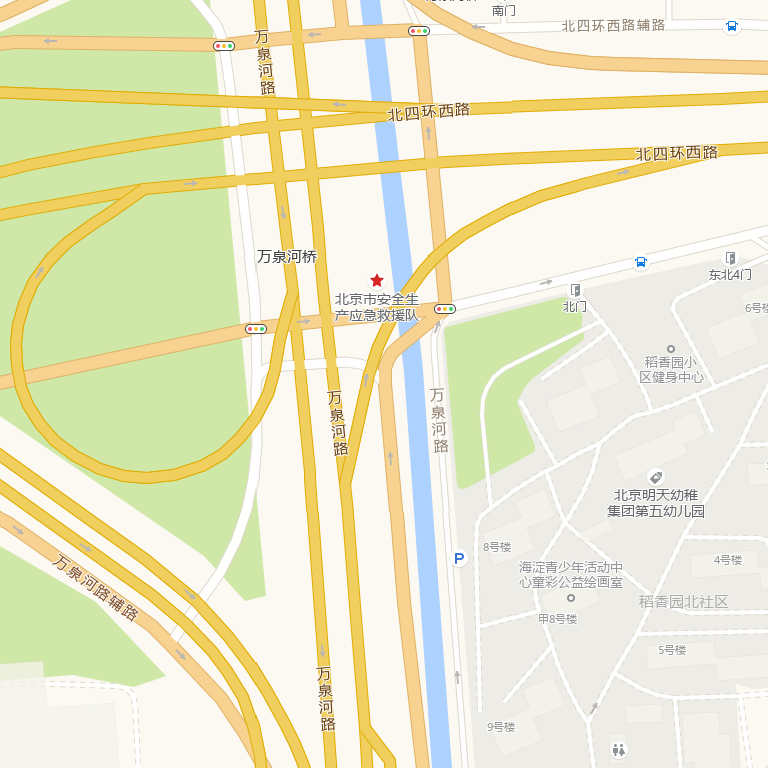 南门
北四环西路辅路
万泉河路
北四环西路
北四环西路
万泉河桥
东北4门
北京市安全生
产应急救援队
北门
6号楼
稻香园小
区健身中心
万泉河路
万泉河路
北京明天幼稚
集团第五幼儿园
8号楼
P
海淀青少年活动中
心童彩公益绘画室
4号楼
万泉河路辅路
稻香园北社区
甲8号楼
5号楼
万泉河路
9号楼